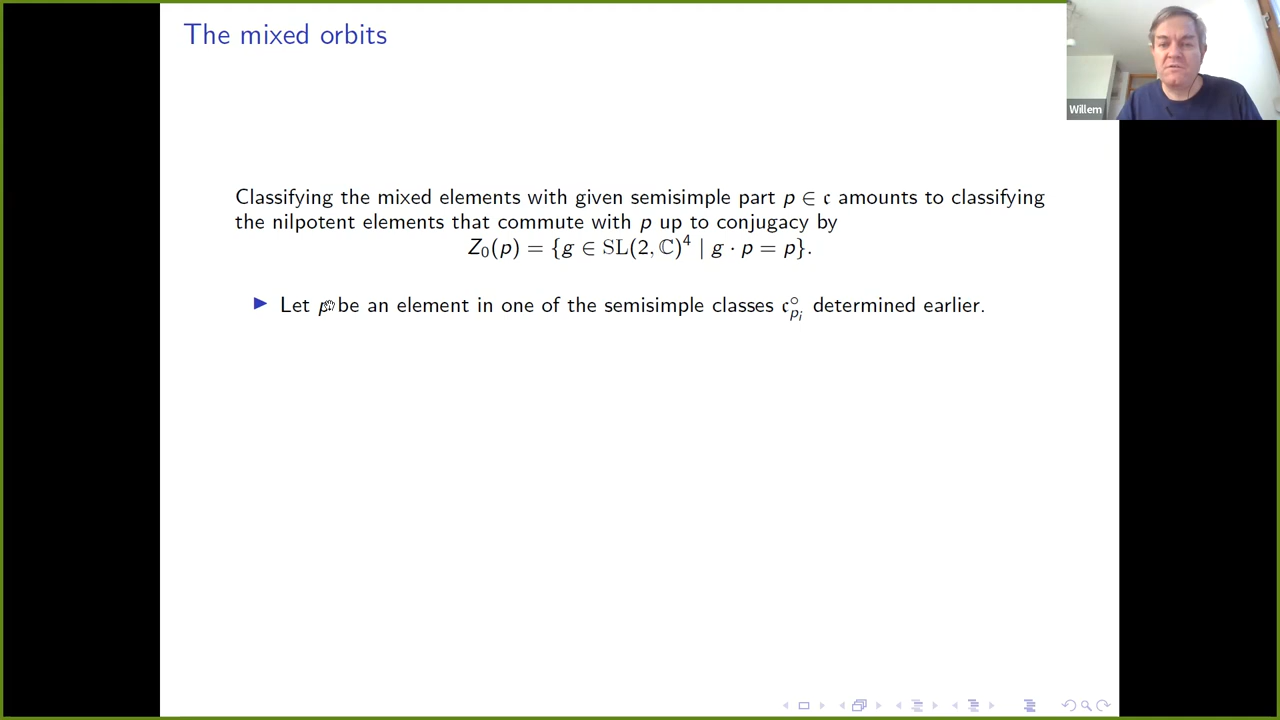 The mixed orbits
Willem
Classifying the mixed elements with given semisimple part p ∈ 𝔠 amounts to classifying
the nilpotent elements that commute with p up to conjugacy by
Z₀(p) = {g ∈ SL(2, ℂ)⁴ | g · p = p}.
▶ Let p be an element in one of the semisimple classes 𝔠°_{p_i} determined earlier.